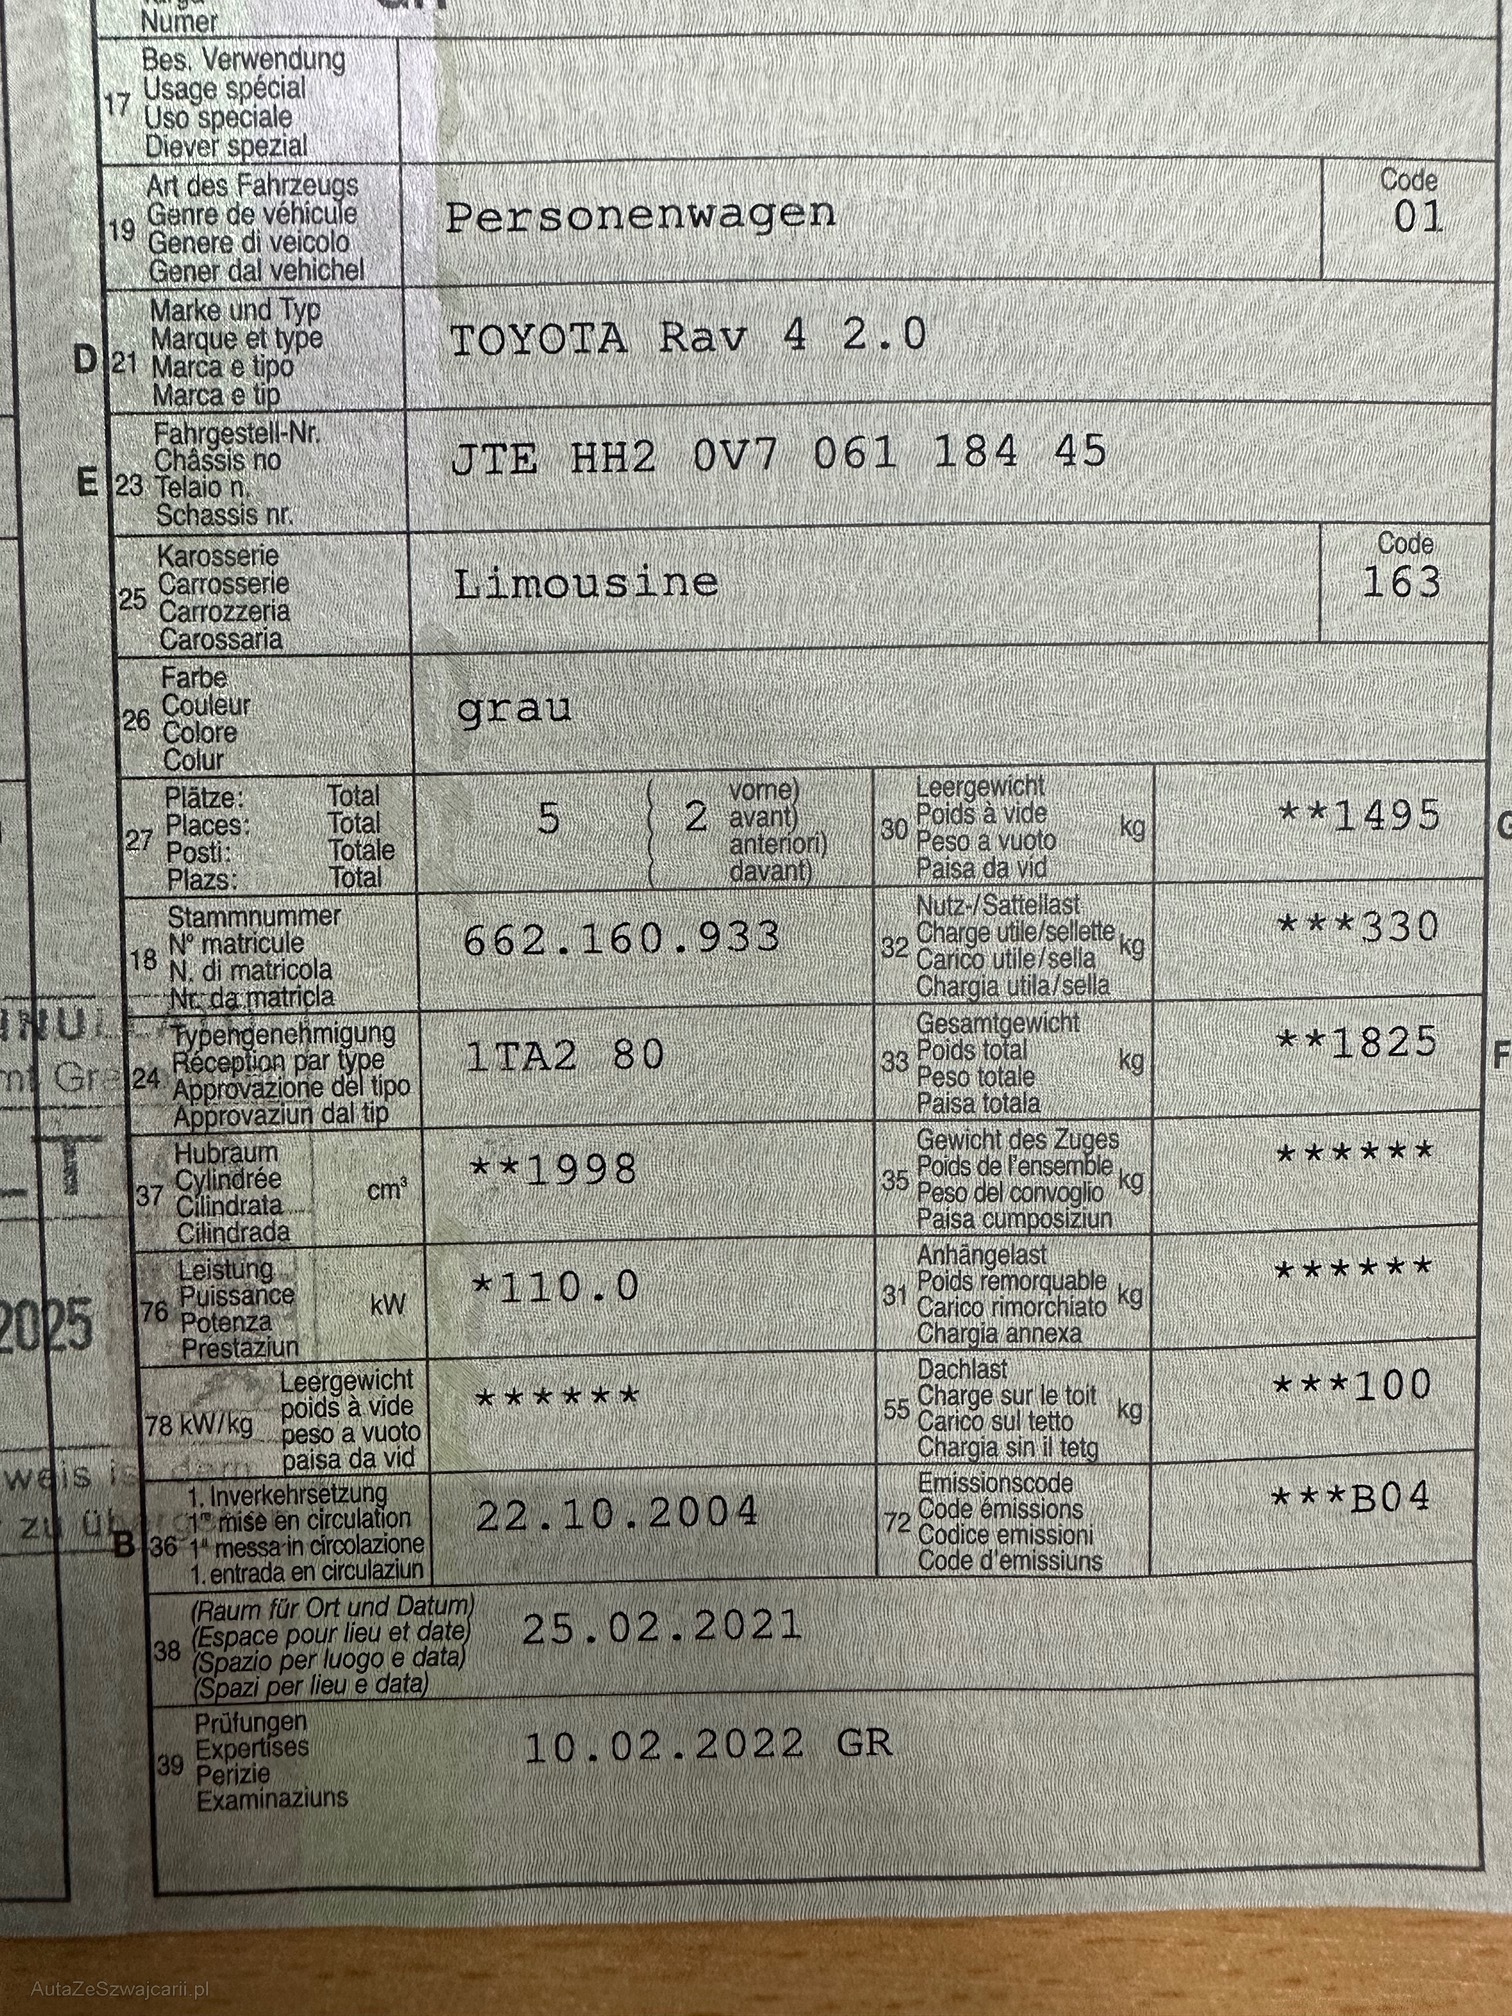 Numer
17 Bes. Verwendung
Usage spécial
Uso speciale
Diever spezial
19 Art des Fahrzeugs
Genre de véhicule
Genere di veicolo
Gener dal vehichel
Personenwagen
Code
01
D 21 Marke und Typ
Marque et type
Marca e tipo
Marca e tip
TOYOTA Rav 4 2.0
E 23 Fahrgestell-Nr.
Châssis no
Telaio n.
Schassis nr.
JTE HH2 0V7 061 184 45
25 Karosserie
Carrosserie
Carrozzeria
Carossaria
Limousine
Code
163
26 Farbe
Couleur
Colore
Colur
grau
27 Plätze: Total
Places: Total
Posti: Totale
Plazs: Total
5 ( 2 vorne)
( avant)
( anteriori)
( davant)
30 Leergewicht
Poids à vide
Peso a vuoto
Paisa da vid
kg
**1495
G
18 Stammnummer
Nº matricule
N. di matricola
Nr. da matricla
662.160.933
32 Nutz-/Sattellast
Charge utile/sellette
Carico utile/sella
Chargia utila/sella
kg
***330
24 Typengenehmigung
Réception par type
Approvazione del tipo
Approvaziun dal tip
1TA2 80
33 Gesamtgewicht
Poids total
Peso totale
Paisa totala
kg
**1825
F
37 Hubraum
Cylindrée
Cilindrata
Cilindrada
cm³
**1998
35 Gewicht des Zuges
Poids de l'ensemble
Peso del convoglio
Paisa cumposiziun
kg
******
76 Leistung
Puissance
Potenza
Prestaziun
kW
*110.0
31 Anhängelast
Poids remorquable
Carico rimorchiato
Chargia annexa
kg
******
2025
78 kW/kg Leergewicht
poids à vide
peso a vuoto
paisa da vid
******
55 Dachlast
Charge sur le toit
Carico sul tetto
Chargia sin il tetg
kg
***100
B 36 1. Inverkehrsetzung
1re mise en circulation
1a messa in circolazione
1. entrada en circulaziun
22.10.2004
72 Emissionscode
Code émissions
Codice emissioni
Code d'emissiuns
***B04
38 (Raum für Ort und Datum)
(Espace pour lieu et date)
(Spazio per luogo e data)
(Spazi per lieu e data)
25.02.2021
39 Prüfungen
Expertises
Perizie
Examinaziuns
10.02.2022 GR
AutaZeSzwajcarii.pl